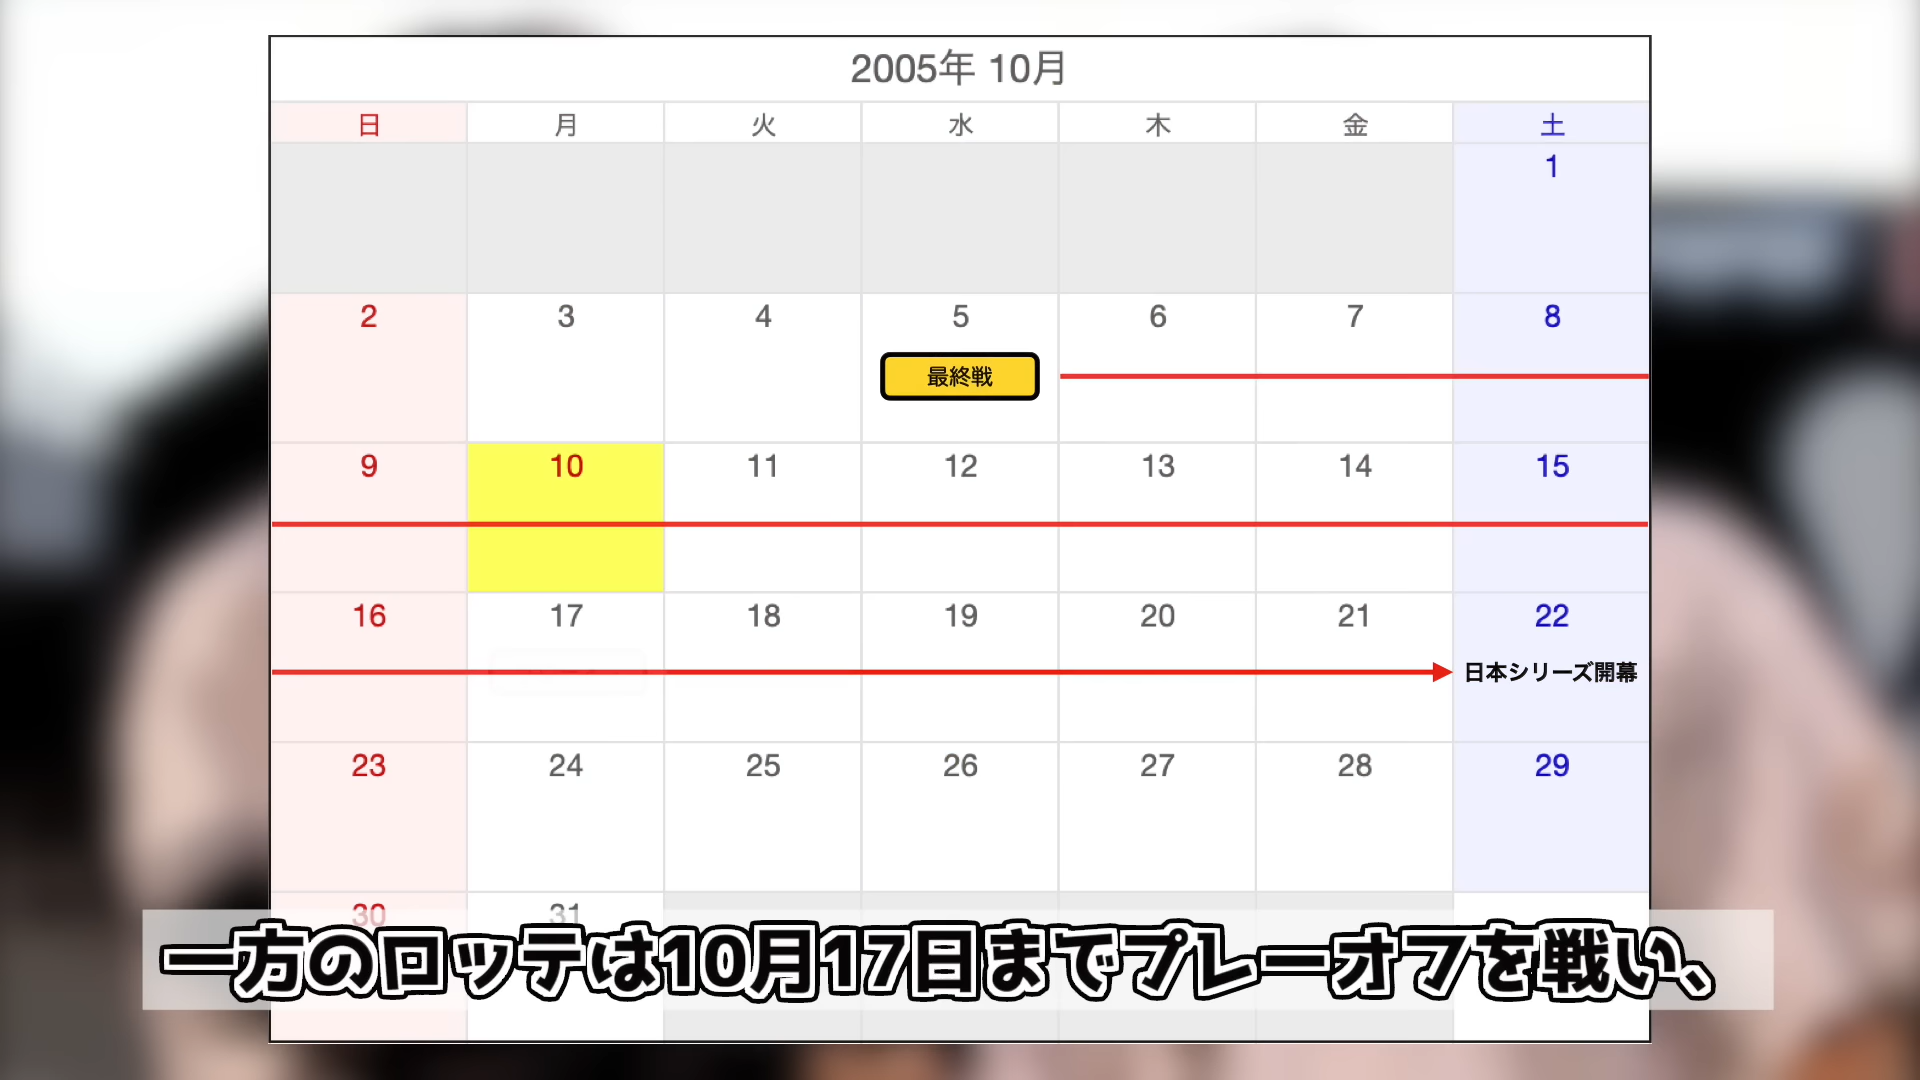 2005年 10月
日 月 火 水 木 金 土
1
2 3 4 5 6 7 8
最終戦
9 10 11 12 13 14 15
16 17 18 19 20 21 22
日本シリーズ開幕
23 24 25 26 27 28 29
30 31
一方のロッテは10月17日までプレーオフを戦い、